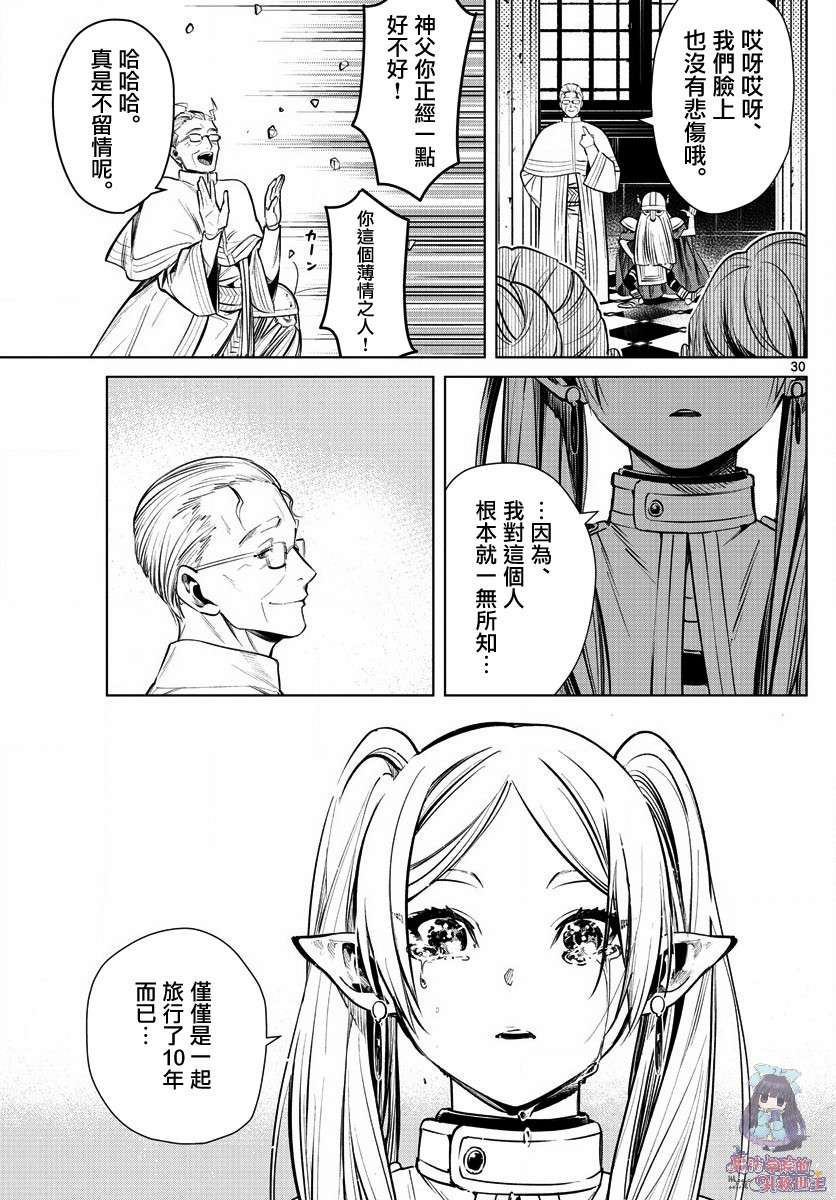 哎呀哎呀、
我們臉上
也沒有悲傷哦。
神父你正經一點
好不好！
你這個薄情之人！
カーン
哈哈哈。
真是不留情呢。
30
…因為、
我對這個人
根本就一無所知…
僅僅是一起
旅行了10年
而已…